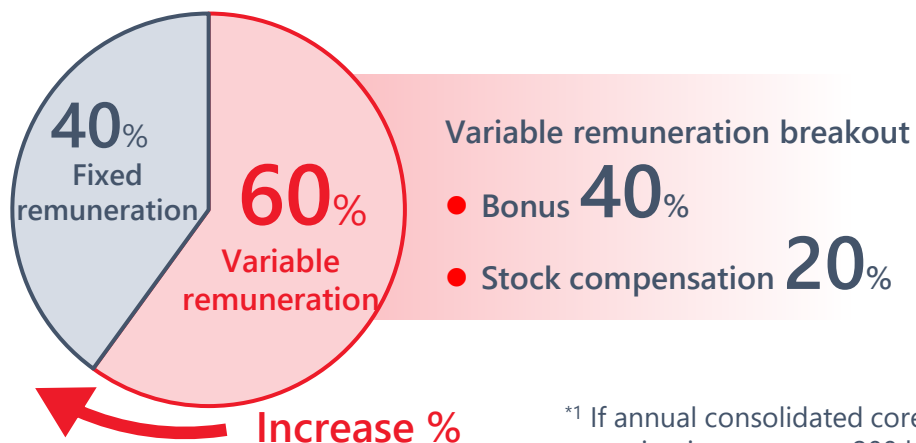 40%
Fixed
remuneration
60%
Variable
remuneration
Variable remuneration breakout
● Bonus 40%
● Stock compensation 20%
Increase %
*1 If annual consolidated core